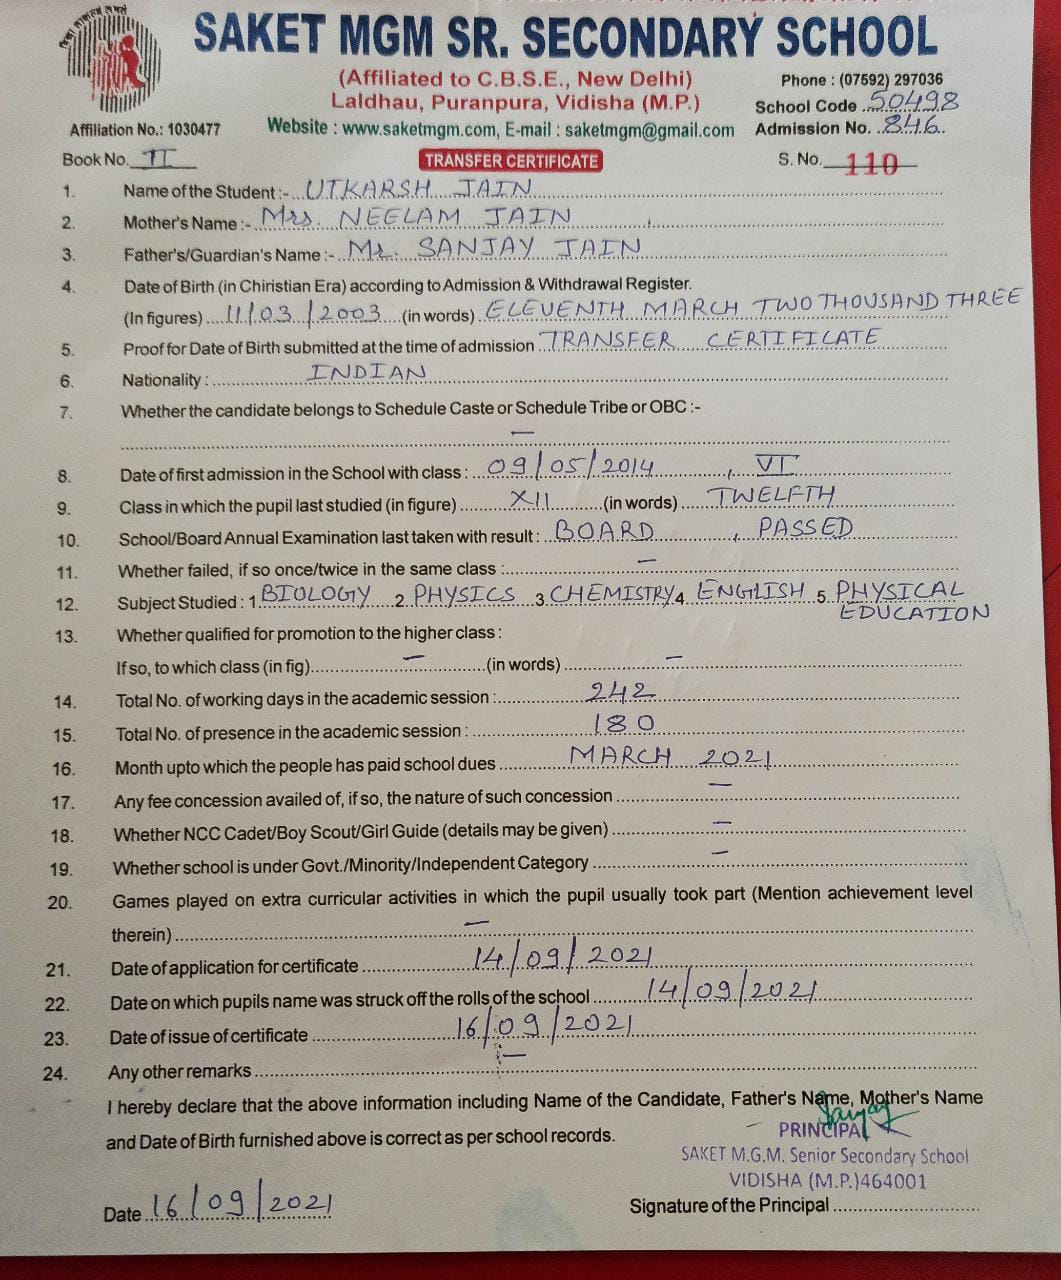 SAKET MGM SR. SECONDARY SCHOOL
(Affiliated to C.B.S.E., New Delhi)
Phone : (07592) 297036
Laldhau, Puranpura, Vidisha (M.P.)
School Code ..50498
Affiliation No.: 1030477 Website : www.saketmgm.com, E-mail : saketmgm@gmail.com Admission No. ..846..
Book No. II TRANSFER CERTIFICATE S. No. 110
1. Name of the Student :- UTKARSH JAIN
2. Mother's Name :- Mrs. NEELAM JAIN
3. Father's/Guardian's Name :- Mr. SANJAY JAIN
4. Date of Birth (in Chiristian Era) according to Admission & Withdrawal Register.
(In figures) 11/03/2003 (in words) ELEVENTH MARCH TWO THOUSAND THREE
5. Proof for Date of Birth submitted at the time of admission TRANSFER CERTIFICATE
6. Nationality : INDIAN
7. Whether the candidate belongs to Schedule Caste or Schedule Tribe or OBC :-
—
8. Date of first admission in the School with class : 09/05/2014, VI
9. Class in which the pupil last studied (in figure) XII (in words) TWELFTH
10. School/Board Annual Examination last taken with result : BOARD, PASSED
11. Whether failed, if so once/twice in the same class : —
12. Subject Studied : 1. BIOLOGY 2. PHYSICS 3. CHEMISTRY 4. ENGLISH 5. PHYSICAL
EDUCATION
13. Whether qualified for promotion to the higher class :
If so, to which class (in fig) — (in words) —
14. Total No. of working days in the academic session : 242
15. Total No. of presence in the academic session : 180
16. Month upto which the people has paid school dues MARCH 2021
17. Any fee concession availed of, if so, the nature of such concession —
18. Whether NCC Cadet/Boy Scout/Girl Guide (details may be given) —
19. Whether school is under Govt./Minority/Independent Category —
20. Games played on extra curricular activities in which the pupil usually took part (Mention achievement level
therein) —
21. Date of application for certificate 14/09/2021
22. Date on which pupils name was struck off the rolls of the school 14/09/2021
23. Date of issue of certificate 16/09/2021
24. Any other remarks —
I hereby declare that the above information including Name of the Candidate, Father's Name, Mother's Name
and Date of Birth furnished above is correct as per school records.
PRINCIPAL
SAKET M.G.M. Senior Secondary School
VIDISHA (M.P.)464001
Date 16/09/2021 Signature of the Principal